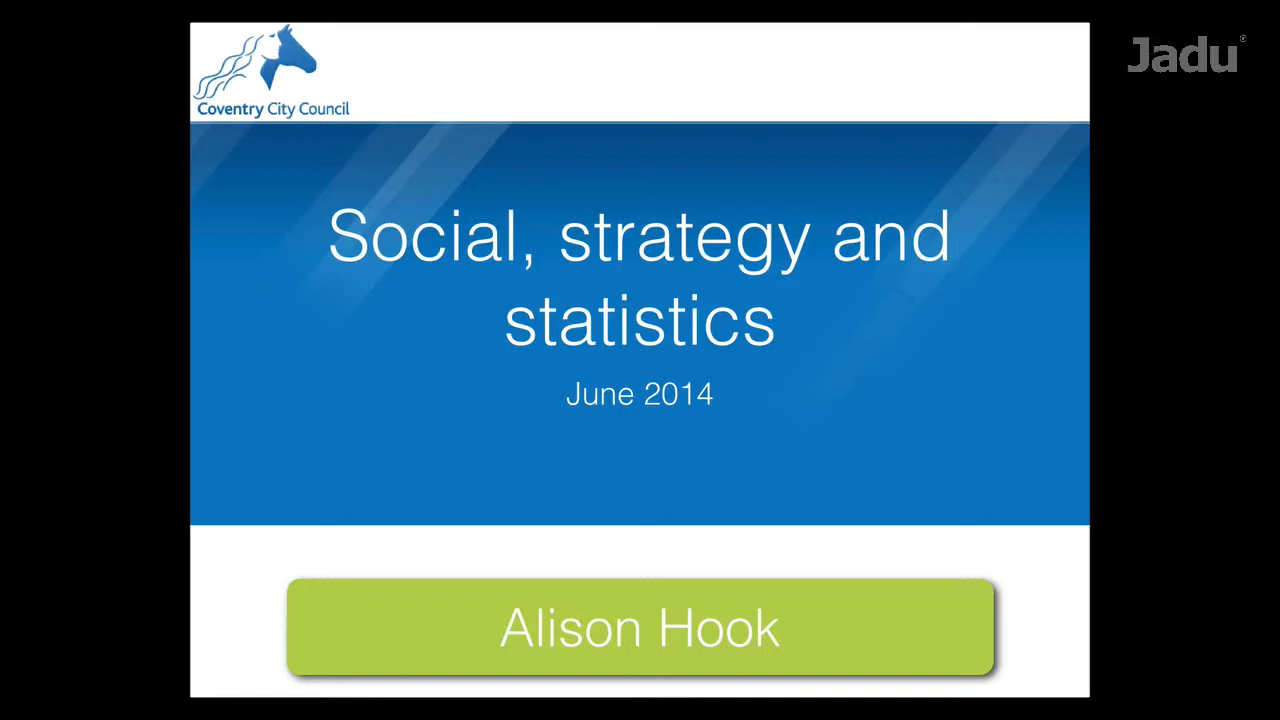 Jadu
Coventry City Council
Social, strategy and
statistics
June 2014
Alison Hook